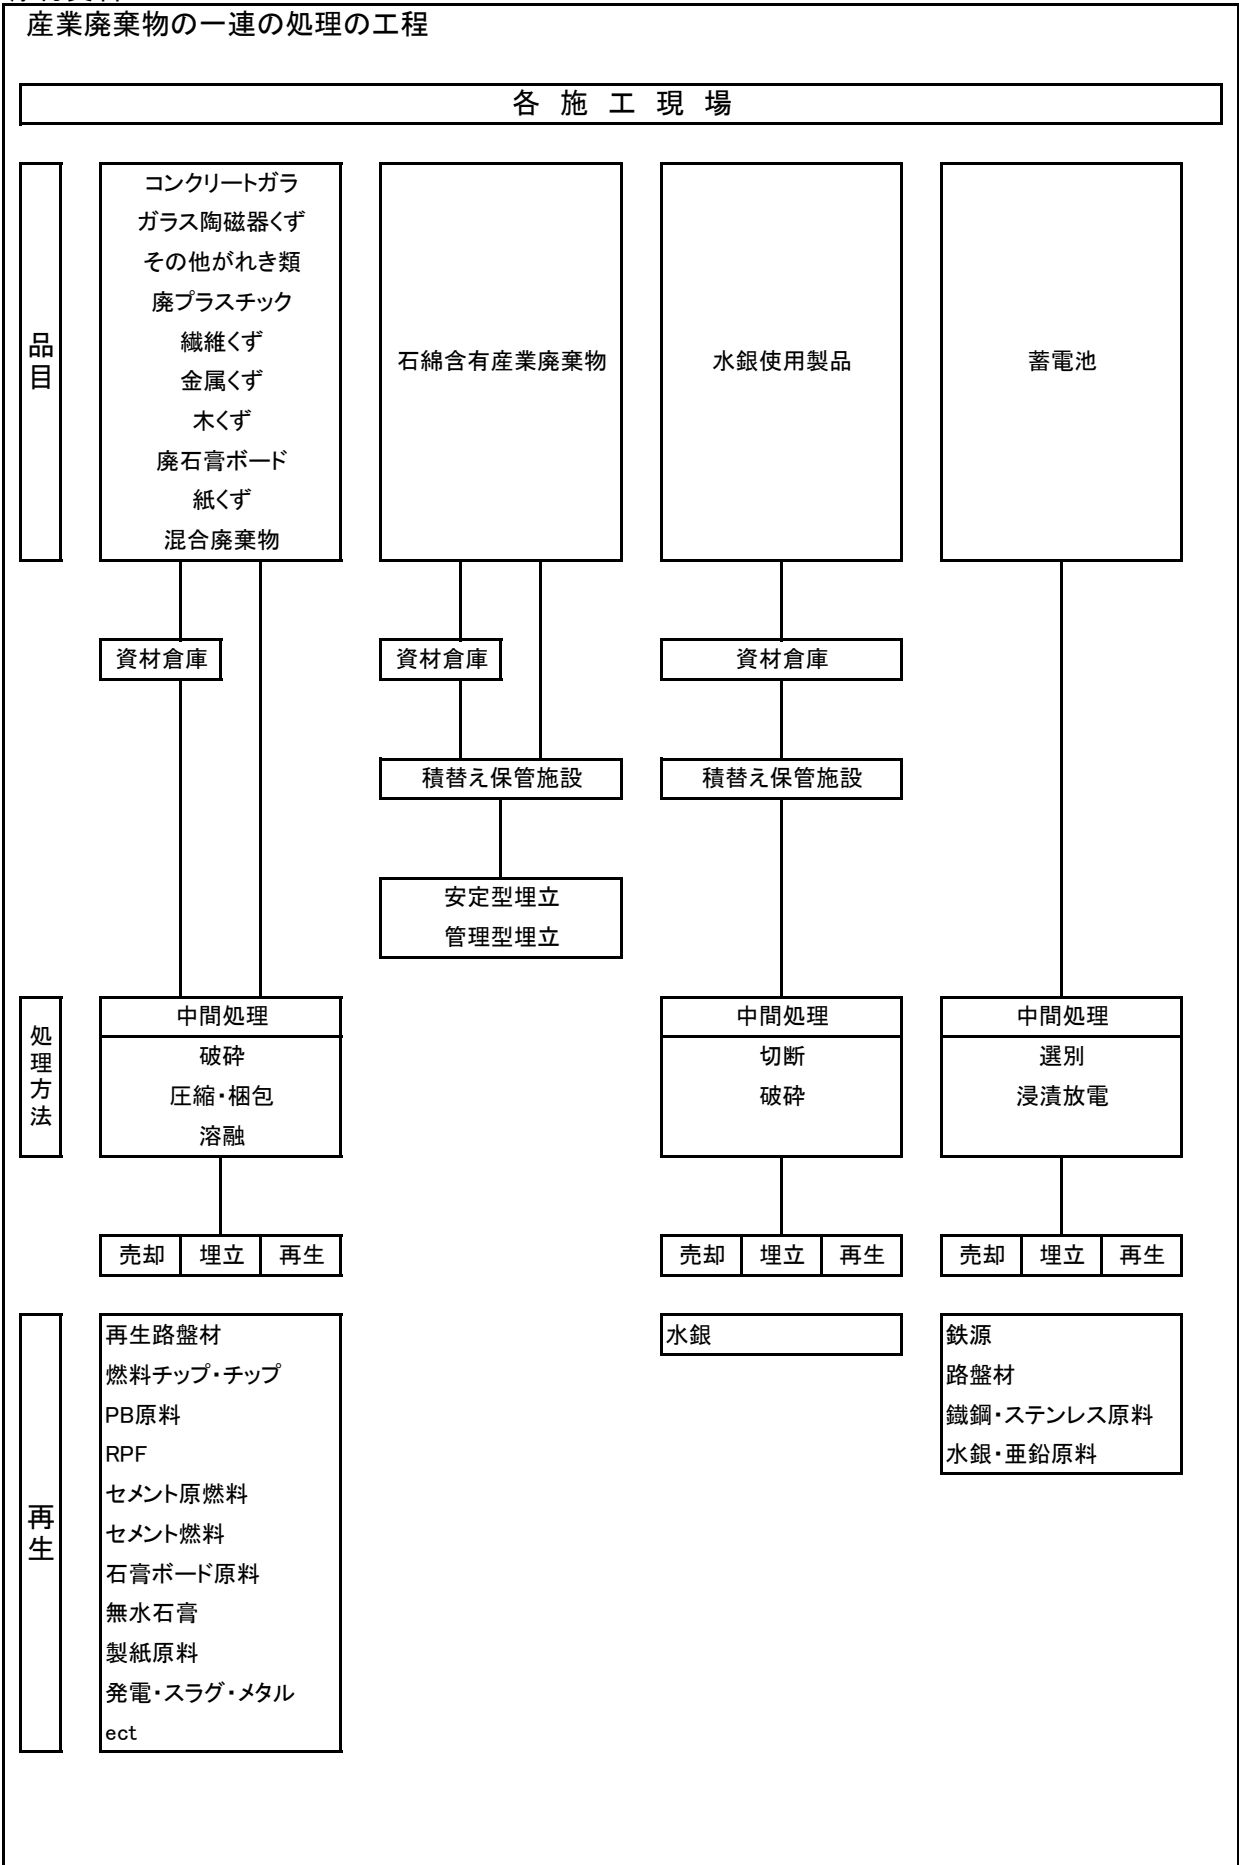 産業廃棄物の一連の処理の工程
各施工現場
品目
コンクリートガラ
ガラス陶磁器くず
その他がれき類
廃プラスチック
繊維くず
金属くず
木くず
廃石膏ボード
紙くず
混合廃棄物
石綿含有産業廃棄物
水銀使用製品
蓄電池
資材倉庫
資材倉庫
資材倉庫
積替え保管施設
積替え保管施設
安定型埋立
管理型埋立
処理方法
中間処理
破砕
圧縮・梱包
溶融
中間処理
切断
破砕
中間処理
選別
浸漬放電
売却 埋立 再生
売却 埋立 再生
売却 埋立 再生
再生
再生路盤材
燃料チップ・チップ
PB原料
RPF
セメント原燃料
セメント燃料
石膏ボード原料
無水石膏
製紙原料
発電・スラグ・メタル
ect
水銀
鉄源
路盤材
鐡鋼・ステンレス原料
水銀・亜鉛原料